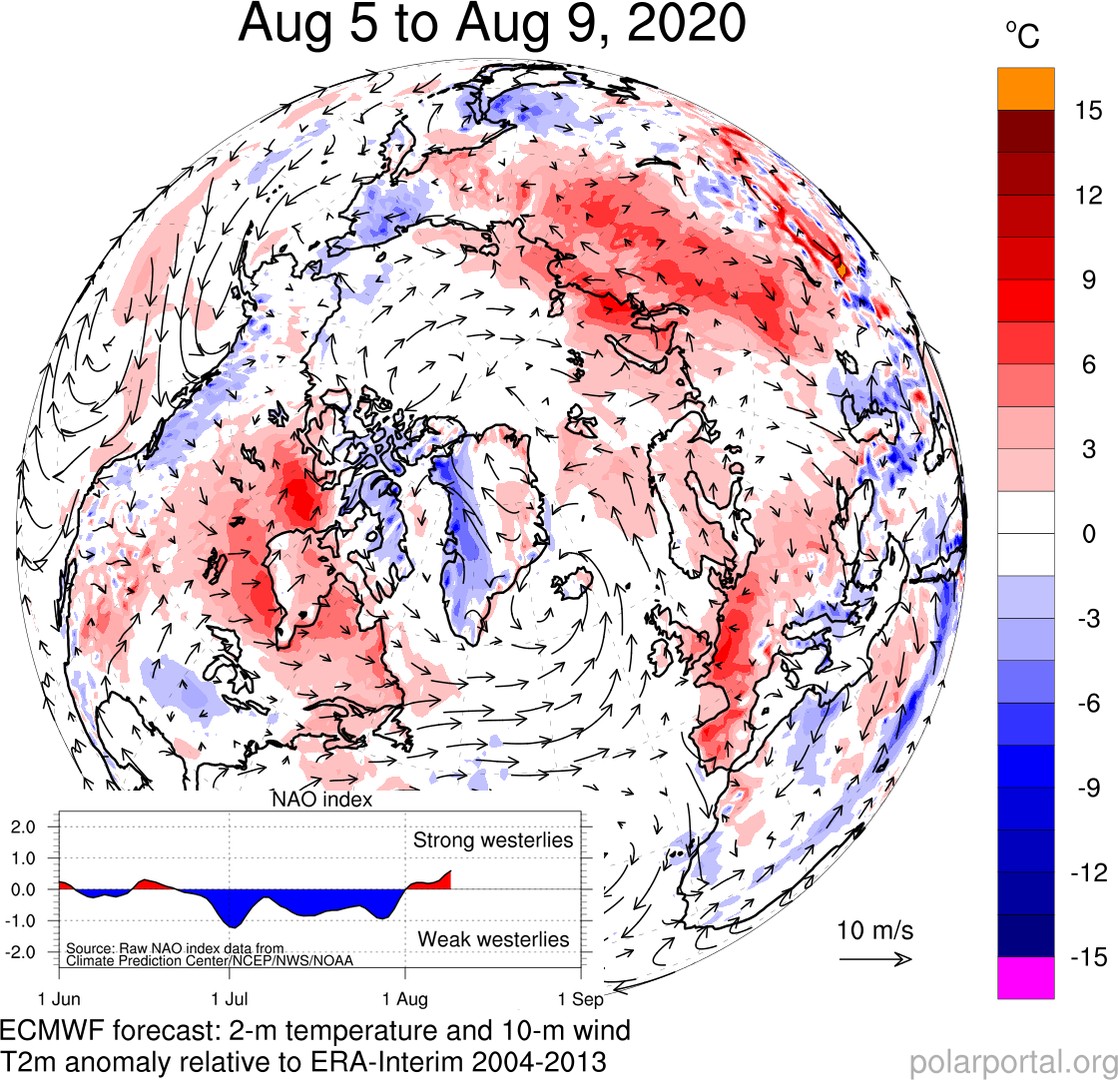 Aug 5 to Aug 9, 2020
°C
15
12
9
6
3
0
-3
-6
-9
-12
-15
10 m/s
NAO index
2.0
1.0
0.0
-1.0
-2.0
Strong westerlies
Weak westerlies
Source: Raw NAO index data from
Climate Prediction Center/NCEP/NWS/NOAA
1 Jun
1 Jul
1 Aug
1 Sep
ECMWF forecast: 2-m temperature and 10-m wind
T2m anomaly relative to ERA-Interim 2004-2013
polarportal.org